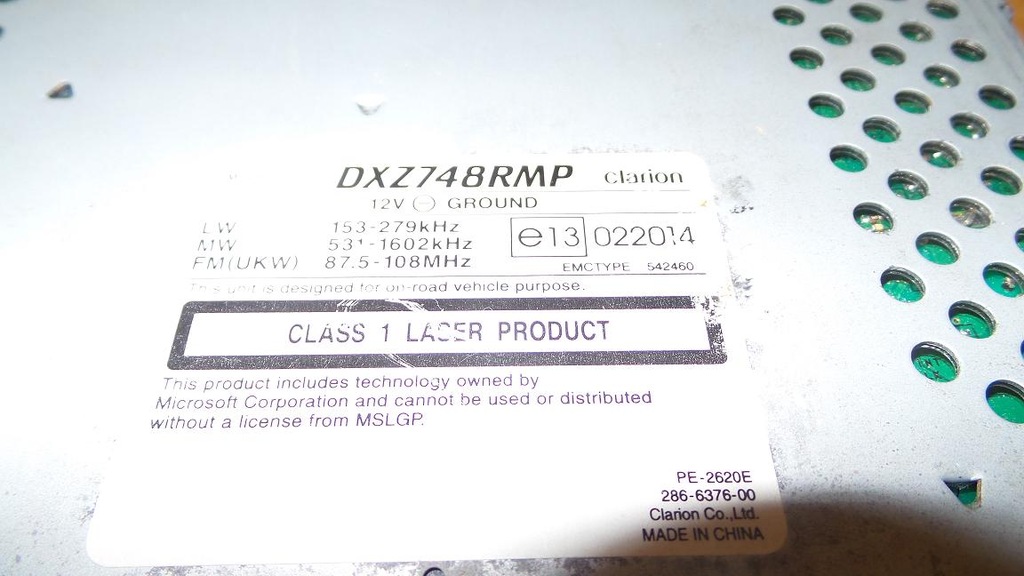 DXZ748RMP clarion
12V ⊖ GROUND
LW 153-279kHz
MW 531-1602kHz
FM(UKW) 87.5-108MHz
e13 022014
EMCTYPE 542460
This unit is designed for on-road vehicle purpose.
CLASS 1 LASER PRODUCT
This product includes technology owned by
Microsoft Corporation and cannot be used or distributed
without a license from MSLGP.
PE-2620E
286-6376-00
Clarion Co.,Ltd.
MADE IN CHINA